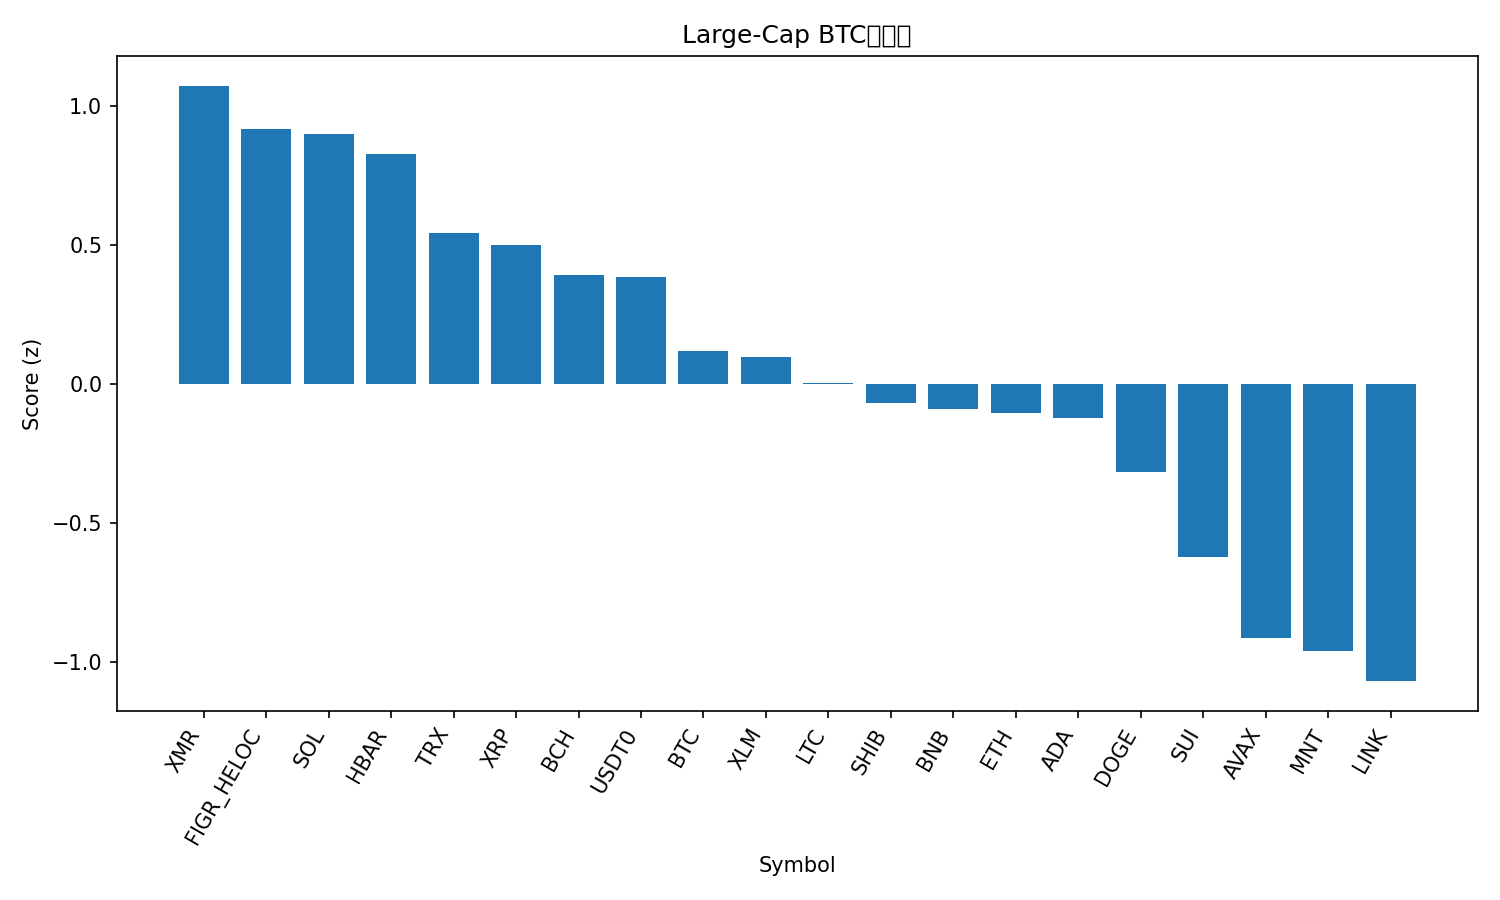 Large-Cap BTC
1.0
0.5
0.0
−0.5
−1.0
Score (z)
XMR
FIGR_HELOC
SOL
HBAR
TRX
XRP
BCH
USDT0
BTC
XLM
LTC
SHIB
BNB
ETH
ADA
DOGE
SUI
AVAX
MNT
LINK
Symbol